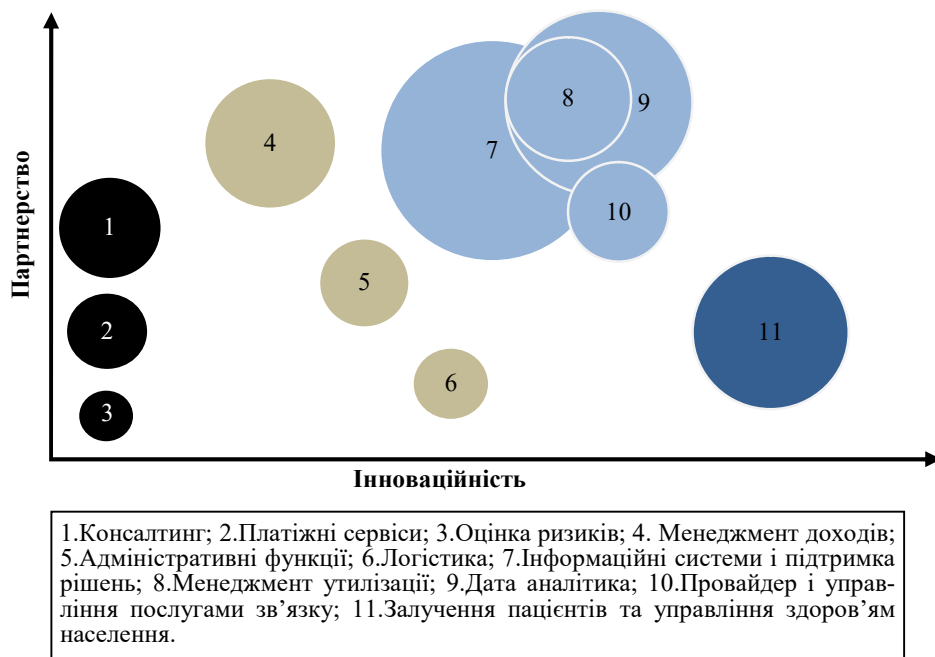 Партнерство
4
7
8
9
1
10
5
2
11
6
3
Інноваційність
1.Консалтинг; 2.Платіжні сервіси; 3.Оцінка ризиків; 4. Менеджмент доходів;
5.Адміністративні функції; 6.Логістика; 7.Інформаційні системи і підтримка
рішень; 8.Менеджмент утилізації; 9.Дата аналітика; 10.Провайдер і управ-
ління послугами зв’язку; 11.Залучення пацієнтів та управління здоров’ям
населення.